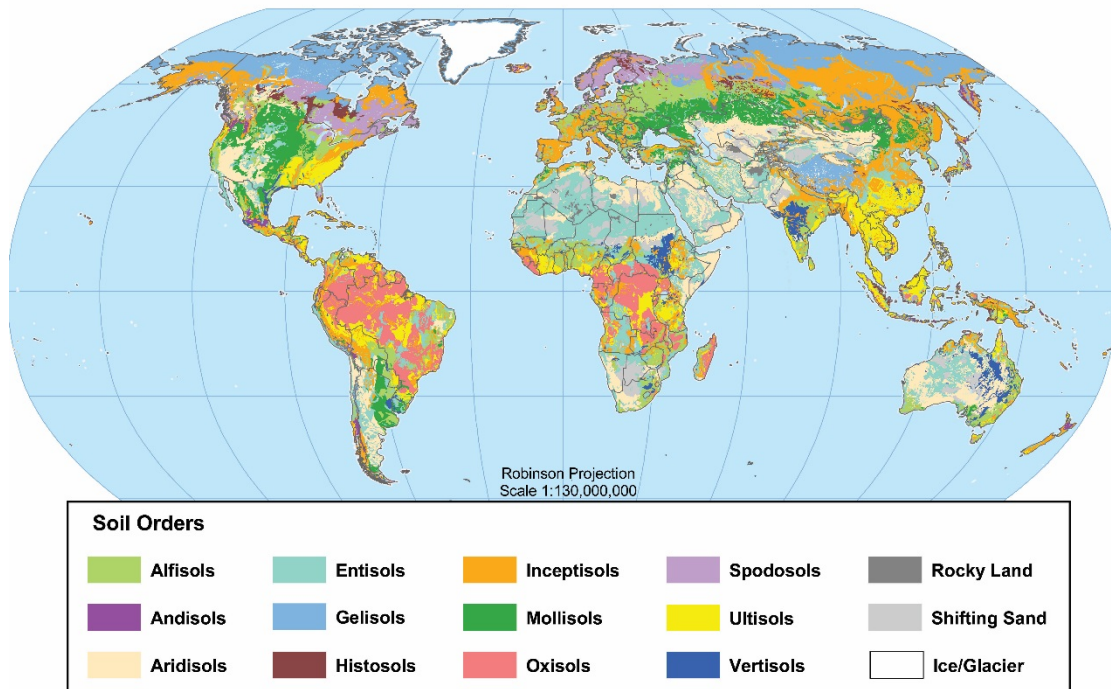 Robinson Projection
Scale 1:130,000,000
Soil Orders
Alfisols Entisols Inceptisols Spodosols Rocky Land
Andisols Gelisols Mollisols Ultisols Shifting Sand
Aridisols Histosols Oxisols Vertisols Ice/Glacier